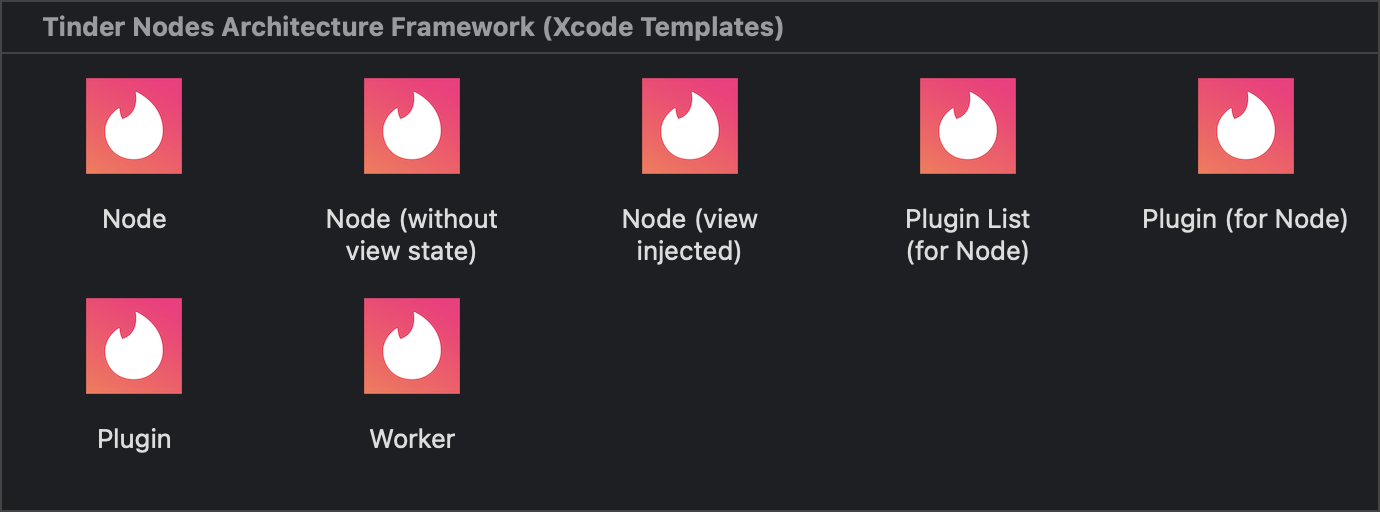 Tinder Nodes Architecture Framework (Xcode Templates)
Node
Node (without
view state)
Node (view
injected)
Plugin List
(for Node)
Plugin (for Node)
Plugin
Worker